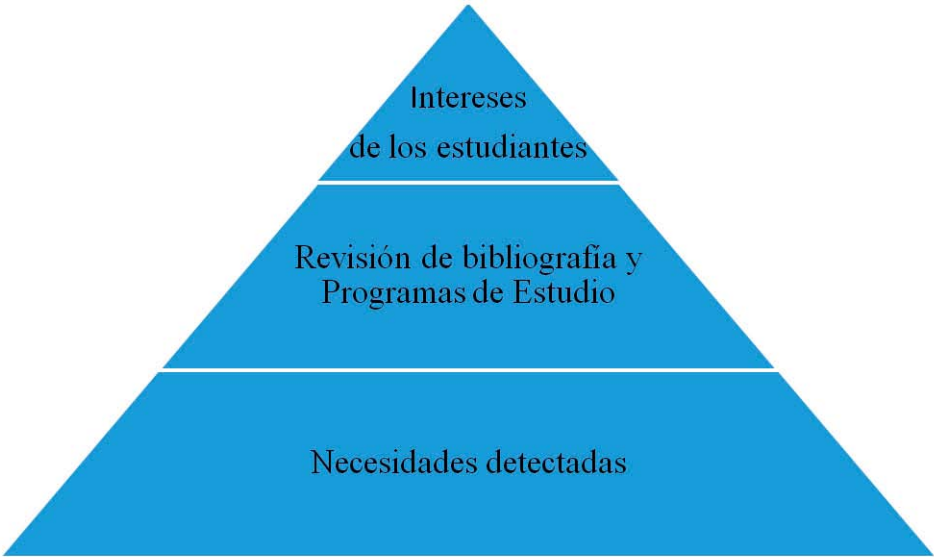 Intereses
de los estudiantes
Revisión de bibliografía y
Programas de Estudio
Necesidades detectadas